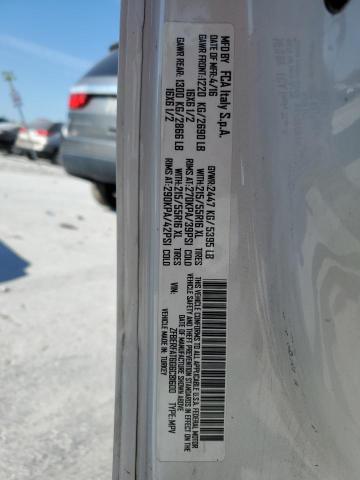 MFD BY FCA Italy S.p.A.
DATE OF MFR:4/16 GVWR:2447 KG/5395 LB
GAWR FRONT:1220 KG/2690 LB WITH:215/55R16 XL TIRES
16X6 1/2 RIMS AT:270KPA/39PSI COLD
GAWR REAR: 1300 KG/2866 LB WITH:215/55R16 XL TIRES
16X6 1/2 RIMS AT:290KPA/42PSI COLD
THIS VEHICLE CONFORMS TO ALL APPLICABLE U.S.A. FEDERAL MOTOR
VEHICLE SAFETY, BUMPER AND THEFT PREVENTION STANDARDS IN EFFECT ON THE
DATE OF MANUFACTURE SHOWN ABOVE.
VIN: TYPE:MPV
VEHICLE MADE IN: TURKEY